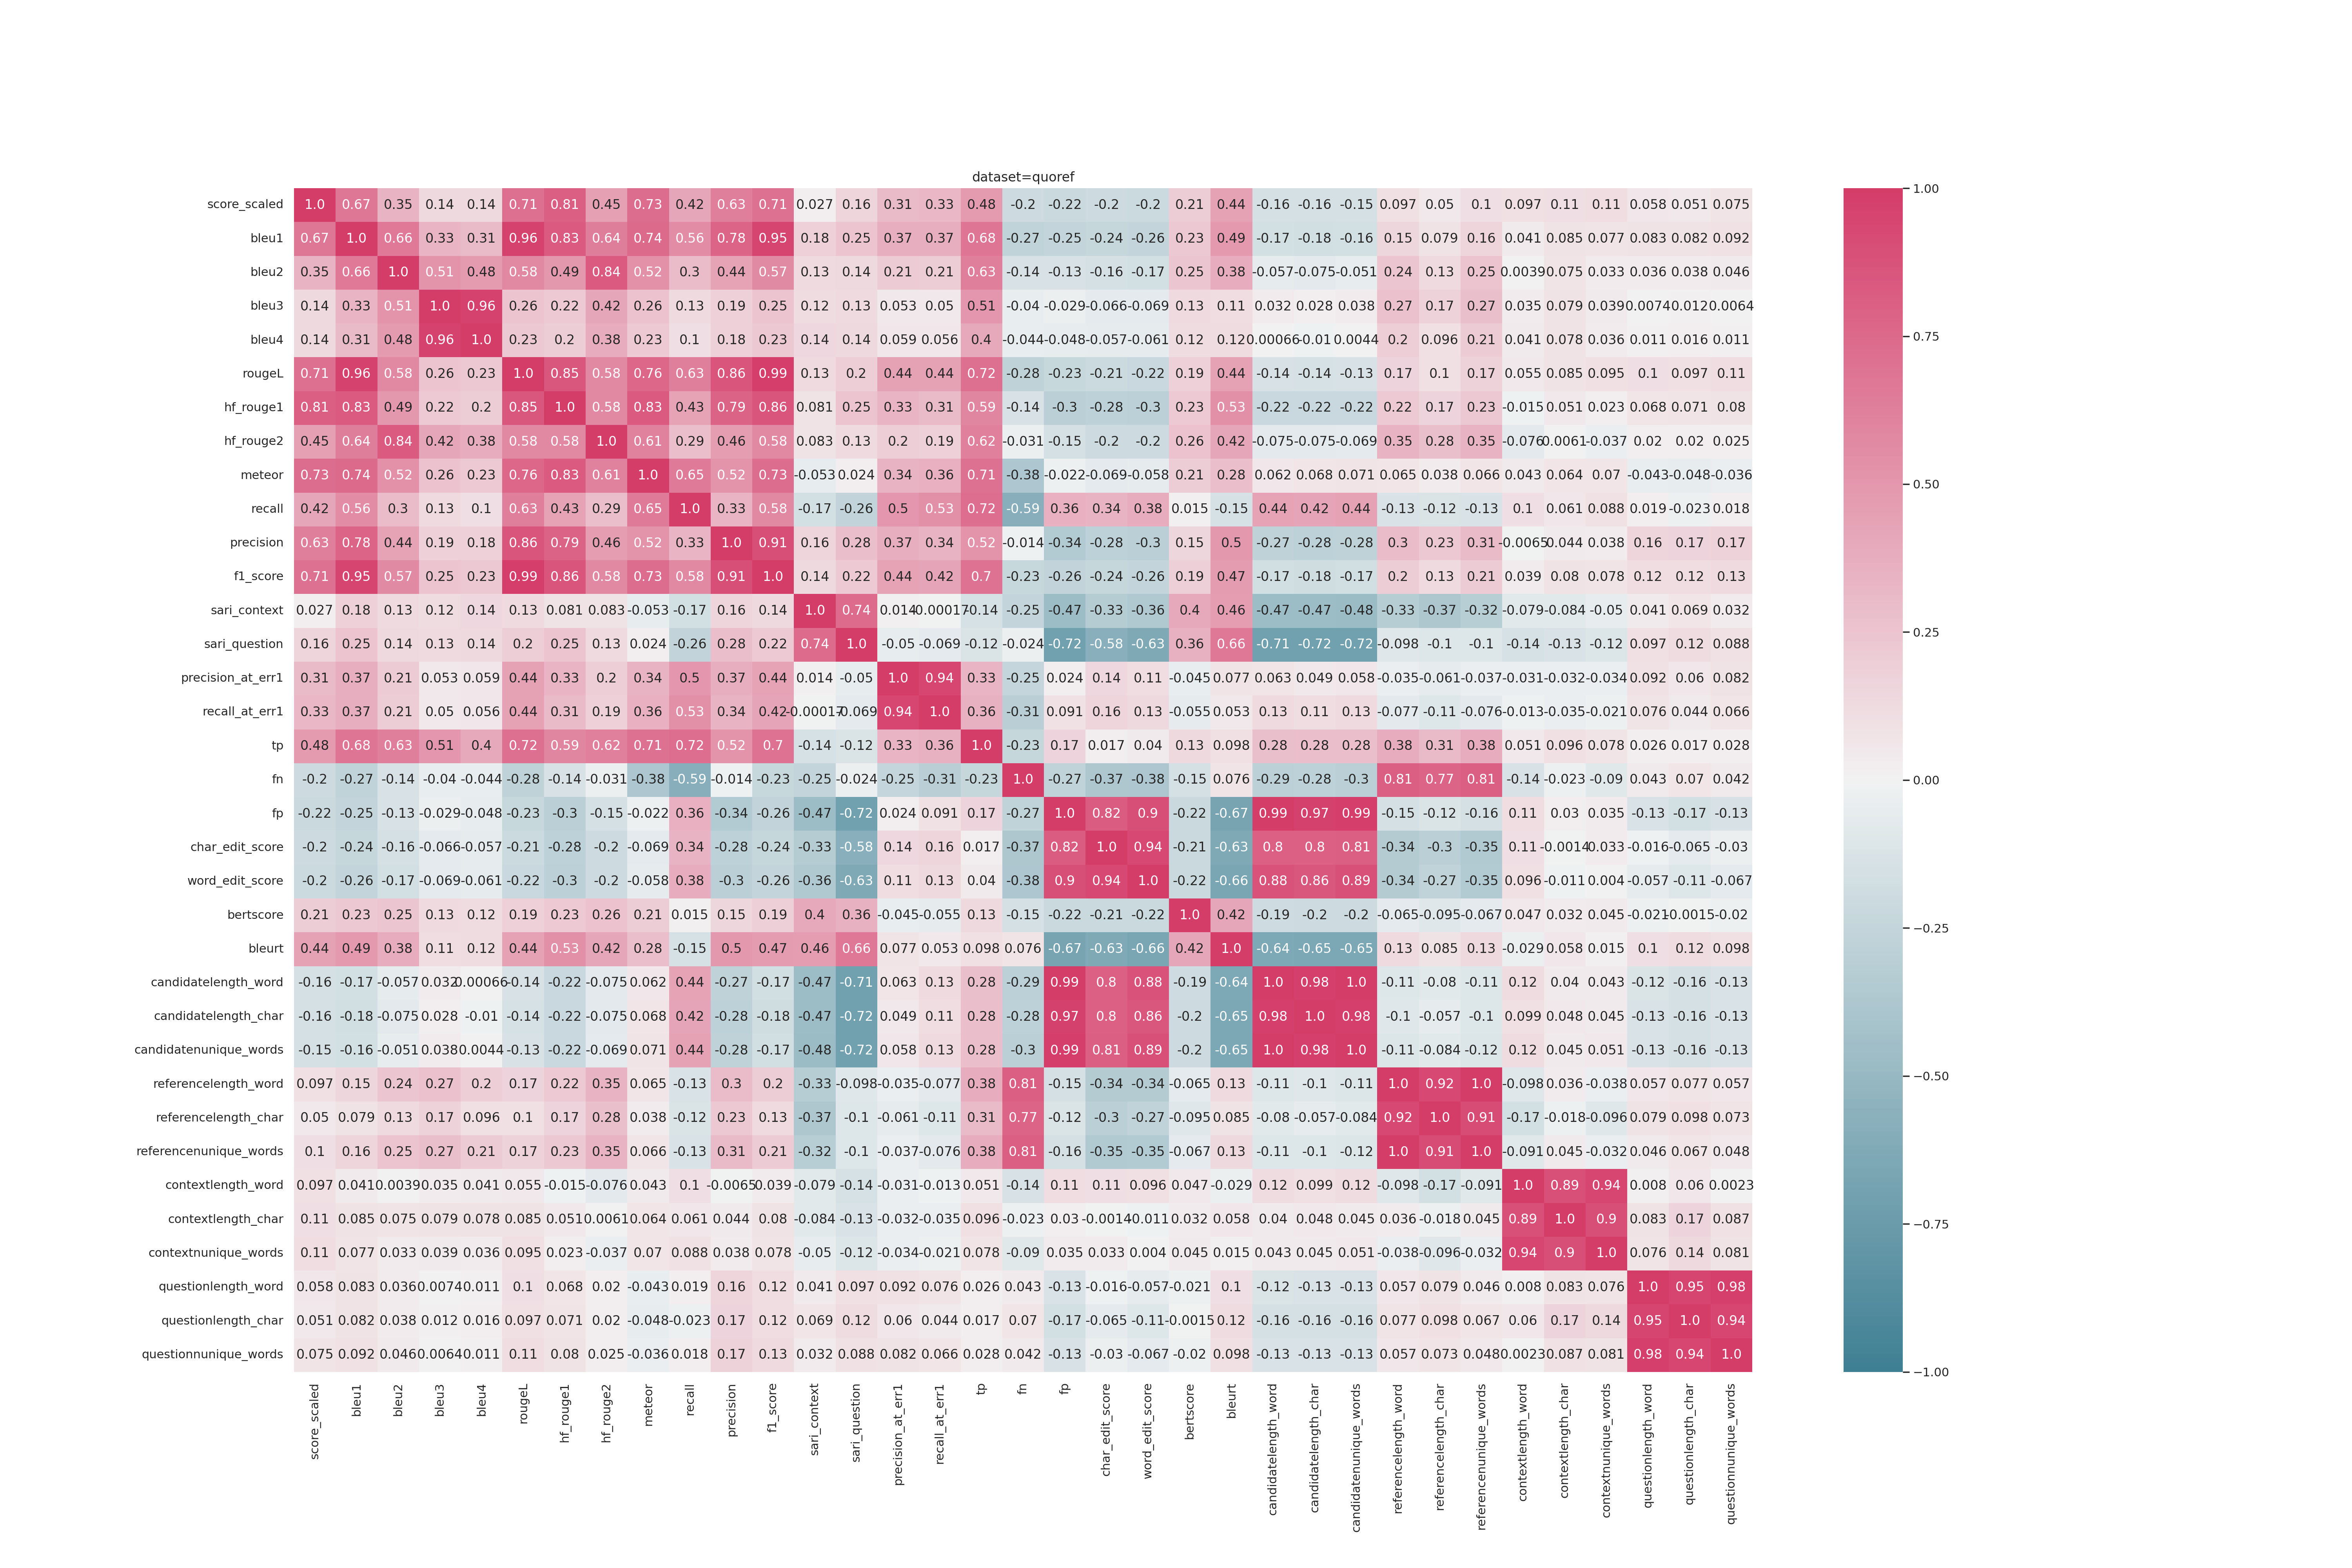 dataset=quoref
score_scaled 1.0 0.67 0.35 0.14 0.14 0.71 0.81 0.45 0.73 0.42 0.63 0.71 0.027 0.16 0.31 0.33 0.48 -0.2 -0.22 -0.2 -0.2 0.21 0.44 -0.16 -0.16 -0.15 0.097 0.05 0.1 0.097 0.11 0.11 0.058 0.051 0.075 1.00
bleu1 0.67 1.0 0.66 0.33 0.31 0.96 0.83 0.64 0.74 0.56 0.78 0.95 0.18 0.25 0.37 0.37 0.68 -0.27 -0.25 -0.24 -0.26 0.23 0.49 -0.17 -0.18 -0.16 0.15 0.079 0.16 0.041 0.085 0.077 0.083 0.082 0.092
bleu2 0.35 0.66 1.0 0.51 0.48 0.58 0.49 0.84 0.52 0.3 0.44 0.57 0.13 0.14 0.21 0.21 0.63 -0.14 -0.13 -0.16 -0.17 0.25 0.38 -0.057 -0.075 -0.051 0.24 0.13 0.25 0.0039 0.075 0.033 0.036 0.038 0.046
bleu3 0.14 0.33 0.51 1.0 0.96 0.26 0.22 0.42 0.26 0.13 0.19 0.25 0.12 0.13 0.053 0.05 0.51 -0.04 -0.029 -0.066 -0.069 0.13 0.11 0.032 0.028 0.038 0.27 0.17 0.27 0.035 0.079 0.039 0.0074 0.012 0.0064
bleu4 0.14 0.31 0.48 0.96 1.0 0.23 0.2 0.38 0.23 0.1 0.18 0.23 0.14 0.14 0.059 0.056 0.4 -0.044 -0.048 -0.057 -0.061 0.12 0.12 0.00066 -0.01 0.0044 0.2 0.096 0.21 0.041 0.078 0.036 0.011 0.016 0.011 0.75
rougeL 0.71 0.96 0.58 0.26 0.23 1.0 0.85 0.58 0.76 0.63 0.86 0.99 0.13 0.2 0.44 0.44 0.72 -0.28 -0.23 -0.21 -0.22 0.19 0.44 -0.14 -0.14 -0.13 0.17 0.1 0.17 0.055 0.085 0.095 0.1 0.097 0.11
hf_rouge1 0.81 0.83 0.49 0.22 0.2 0.85 1.0 0.58 0.83 0.43 0.79 0.86 0.081 0.25 0.33 0.31 0.59 -0.14 -0.3 -0.28 -0.3 0.23 0.53 -0.22 -0.22 -0.22 0.22 0.17 0.23 -0.015 0.051 0.023 0.068 0.071 0.08
hf_rouge2 0.45 0.64 0.84 0.42 0.38 0.58 0.58 1.0 0.61 0.29 0.46 0.58 0.083 0.13 0.2 0.19 0.62 -0.031 -0.15 -0.2 -0.2 0.26 0.42 -0.075 -0.075 -0.069 0.35 0.28 0.35 -0.076 0.0061 -0.037 0.02 0.02 0.025
meteor 0.73 0.74 0.52 0.26 0.23 0.76 0.83 0.61 1.0 0.65 0.52 0.73 -0.053 0.024 0.34 0.36 0.71 -0.38 -0.022 -0.069 -0.058 0.21 0.28 0.062 0.068 0.071 0.065 0.038 0.066 0.043 0.064 0.07 -0.043 -0.048 -0.036 0.50
recall 0.42 0.56 0.3 0.13 0.1 0.63 0.43 0.29 0.65 1.0 0.33 0.58 -0.17 -0.26 0.5 0.53 0.72 -0.59 0.36 0.34 0.38 0.015 -0.15 0.44 0.42 0.44 -0.13 -0.12 -0.13 0.1 0.061 0.088 0.019 -0.023 0.018
precision 0.63 0.78 0.44 0.19 0.18 0.86 0.79 0.46 0.52 0.33 1.0 0.91 0.16 0.28 0.37 0.34 0.52 -0.014 -0.34 -0.28 -0.3 0.15 0.5 -0.27 -0.28 -0.28 0.3 0.23 0.31 -0.0065 0.044 0.038 0.16 0.17 0.17
f1_score 0.71 0.95 0.57 0.25 0.23 0.99 0.86 0.58 0.73 0.58 0.91 1.0 0.14 0.22 0.44 0.42 0.7 -0.23 -0.26 -0.24 -0.26 0.19 0.47 -0.17 -0.18 -0.17 0.2 0.13 0.21 0.039 0.08 0.078 0.12 0.12 0.13
sari_context 0.027 0.18 0.13 0.12 0.14 0.13 0.081 0.083 -0.053 -0.17 0.16 0.14 1.0 0.74 0.014 -0.00017 -0.14 -0.25 -0.47 -0.33 -0.36 0.4 0.46 -0.47 -0.47 -0.48 -0.33 -0.37 -0.32 -0.079 -0.084 -0.05 0.041 0.069 0.032
sari_question 0.16 0.25 0.14 0.13 0.14 0.2 0.25 0.13 0.024 -0.26 0.28 0.22 0.74 1.0 -0.05 -0.069 -0.12 -0.024 -0.72 -0.58 -0.63 0.36 0.66 -0.71 -0.72 -0.72 -0.098 -0.1 -0.1 -0.14 -0.13 -0.12 0.097 0.12 0.088 0.25
precision_at_err1 0.31 0.37 0.21 0.053 0.059 0.44 0.33 0.2 0.34 0.5 0.37 0.44 0.014 -0.05 1.0 0.94 0.33 -0.25 0.024 0.14 0.11 -0.045 0.077 0.063 0.049 0.058 -0.035 -0.061 -0.037 -0.031 -0.032 -0.034 0.092 0.06 0.082
recall_at_err1 0.33 0.37 0.21 0.05 0.056 0.44 0.31 0.19 0.36 0.53 0.34 0.42 -0.00017 -0.069 0.94 1.0 0.36 -0.31 0.091 0.16 0.13 -0.055 0.053 0.13 0.11 0.13 -0.077 -0.11 -0.076 -0.013 -0.035 -0.021 0.076 0.044 0.066
tp 0.48 0.68 0.63 0.51 0.4 0.72 0.59 0.62 0.71 0.72 0.52 0.7 -0.14 -0.12 0.33 0.36 1.0 -0.23 0.17 0.017 0.04 0.13 0.098 0.28 0.28 0.28 0.38 0.31 0.38 0.051 0.096 0.078 0.026 0.017 0.028
fn -0.2 -0.27 -0.14 -0.04 -0.044 -0.28 -0.14 -0.031 -0.38 -0.59 -0.014 -0.23 -0.25 -0.024 -0.25 -0.31 -0.23 1.0 -0.27 -0.37 -0.38 -0.15 0.076 -0.29 -0.28 -0.3 0.81 0.77 0.81 -0.14 -0.023 -0.09 0.043 0.07 0.042 0.00
fp -0.22 -0.25 -0.13 -0.029 -0.048 -0.23 -0.3 -0.15 -0.022 0.36 -0.34 -0.26 -0.47 -0.72 0.024 0.091 0.17 -0.27 1.0 0.82 0.9 -0.22 -0.67 0.99 0.97 0.99 -0.15 -0.12 -0.16 0.11 0.03 0.035 -0.13 -0.17 -0.13
char_edit_score -0.2 -0.24 -0.16 -0.066 -0.057 -0.21 -0.28 -0.2 -0.069 0.34 -0.28 -0.24 -0.33 -0.58 0.14 0.16 0.017 -0.37 0.82 1.0 0.94 -0.21 -0.63 0.8 0.8 0.81 -0.34 -0.3 -0.35 0.11 -0.0014 0.033 -0.016 -0.065 -0.03
word_edit_score -0.2 -0.26 -0.17 -0.069 -0.061 -0.22 -0.3 -0.2 -0.058 0.38 -0.3 -0.26 -0.36 -0.63 0.11 0.13 0.04 -0.38 0.9 0.94 1.0 -0.22 -0.66 0.88 0.86 0.89 -0.34 -0.27 -0.35 0.096 -0.011 0.004 -0.057 -0.11 -0.067
bertscore 0.21 0.23 0.25 0.13 0.12 0.19 0.23 0.26 0.21 0.015 0.15 0.19 0.4 0.36 -0.045 -0.055 0.13 -0.15 -0.22 -0.21 -0.22 1.0 0.42 -0.19 -0.2 -0.2 -0.065 -0.095 -0.067 0.047 0.032 0.045 -0.021 -0.0015 -0.02
bleurt 0.44 0.49 0.38 0.11 0.12 0.44 0.53 0.42 0.28 -0.15 0.5 0.47 0.46 0.66 0.077 0.053 0.098 0.076 -0.67 -0.63 -0.66 0.42 1.0 -0.64 -0.65 -0.65 0.13 0.085 0.13 -0.029 0.058 0.015 0.1 0.12 0.098 −0.25
candidatelength_word -0.16 -0.17 -0.057 0.032 0.00066 -0.14 -0.22 -0.075 0.062 0.44 -0.27 -0.17 -0.47 -0.71 0.063 0.13 0.28 -0.29 0.99 0.8 0.88 -0.19 -0.64 1.0 0.98 1.0 -0.11 -0.08 -0.11 0.12 0.04 0.043 -0.12 -0.16 -0.13
candidatelength_char -0.16 -0.18 -0.075 0.028 -0.01 -0.14 -0.22 -0.075 0.068 0.42 -0.28 -0.18 -0.47 -0.72 0.049 0.11 0.28 -0.28 0.97 0.8 0.86 -0.2 -0.65 0.98 1.0 0.98 -0.1 -0.057 -0.1 0.099 0.048 0.045 -0.13 -0.16 -0.13
candidatenunique_words -0.15 -0.16 -0.051 0.038 0.0044 -0.13 -0.22 -0.069 0.071 0.44 -0.28 -0.17 -0.48 -0.72 0.058 0.13 0.28 -0.3 0.99 0.81 0.89 -0.2 -0.65 1.0 0.98 1.0 -0.11 -0.084 -0.12 0.12 0.045 0.051 -0.13 -0.16 -0.13
referencelength_word 0.097 0.15 0.24 0.27 0.2 0.17 0.22 0.35 0.065 -0.13 0.3 0.2 -0.33 -0.098 -0.035 -0.077 0.38 0.81 -0.15 -0.34 -0.34 -0.065 0.13 -0.11 -0.1 -0.11 1.0 0.92 1.0 -0.098 0.036 -0.038 0.057 0.077 0.057 −0.50
referencelength_char 0.05 0.079 0.13 0.17 0.096 0.1 0.17 0.28 0.038 -0.12 0.23 0.13 -0.37 -0.1 -0.061 -0.11 0.31 0.77 -0.12 -0.3 -0.27 -0.095 0.085 -0.08 -0.057 -0.084 0.92 1.0 0.91 -0.17 -0.018 -0.096 0.079 0.098 0.073
referencenunique_words 0.1 0.16 0.25 0.27 0.21 0.17 0.23 0.35 0.066 -0.13 0.31 0.21 -0.32 -0.1 -0.037 -0.076 0.38 0.81 -0.16 -0.35 -0.35 -0.067 0.13 -0.11 -0.1 -0.12 1.0 0.91 1.0 -0.091 0.045 -0.032 0.046 0.067 0.048
contextlength_word 0.097 0.041 0.0039 0.035 0.041 0.055 -0.015 -0.076 0.043 0.1 -0.0065 0.039 -0.079 -0.14 -0.031 -0.013 0.051 -0.14 0.11 0.11 0.096 0.047 -0.029 0.12 0.099 0.12 -0.098 -0.17 -0.091 1.0 0.89 0.94 0.008 0.06 0.0023
contextlength_char 0.11 0.085 0.075 0.079 0.078 0.085 0.051 0.0061 0.064 0.061 0.044 0.08 -0.084 -0.13 -0.032 -0.035 0.096 -0.023 0.03 -0.0014 -0.011 0.032 0.058 0.04 0.048 0.045 0.036 -0.018 0.045 0.89 1.0 0.9 0.083 0.17 0.087 −0.75
contextnunique_words 0.11 0.077 0.033 0.039 0.036 0.095 0.023 -0.037 0.07 0.088 0.038 0.078 -0.05 -0.12 -0.034 -0.021 0.078 -0.09 0.035 0.033 0.004 0.045 0.015 0.043 0.045 0.051 -0.038 -0.096 -0.032 0.94 0.9 1.0 0.076 0.14 0.081
questionlength_word 0.058 0.083 0.036 0.0074 0.011 0.1 0.068 0.02 -0.043 0.019 0.16 0.12 0.041 0.097 0.092 0.076 0.026 0.043 -0.13 -0.016 -0.057 -0.021 0.1 -0.12 -0.13 -0.13 0.057 0.079 0.046 0.008 0.083 0.076 1.0 0.95 0.98
questionlength_char 0.051 0.082 0.038 0.012 0.016 0.097 0.071 0.02 -0.048 -0.023 0.17 0.12 0.069 0.12 0.06 0.044 0.017 0.07 -0.17 -0.065 -0.11 -0.0015 0.12 -0.16 -0.16 -0.16 0.077 0.098 0.067 0.06 0.17 0.14 0.95 1.0 0.94
questionnunique_words 0.075 0.092 0.046 0.0064 0.011 0.11 0.08 0.025 -0.036 0.018 0.17 0.13 0.032 0.088 0.082 0.066 0.028 0.042 -0.13 -0.03 -0.067 -0.02 0.098 -0.13 -0.13 -0.13 0.057 0.073 0.048 0.0023 0.087 0.081 0.98 0.94 1.0 −1.00
score_scaled
bleu1
bleu2
bleu3
bleu4
rougeL
hf_rouge1
hf_rouge2
meteor
recall
precision
f1_score
sari_context
sari_question
precision_at_err1
recall_at_err1
tp
fn
fp
char_edit_score
word_edit_score
bertscore
bleurt
candidatelength_word
candidatelength_char
candidatenunique_words
referencelength_word
referencelength_char
referencenunique_words
contextlength_word
contextlength_char
contextnunique_words
questionlength_word
questionlength_char
questionnunique_words